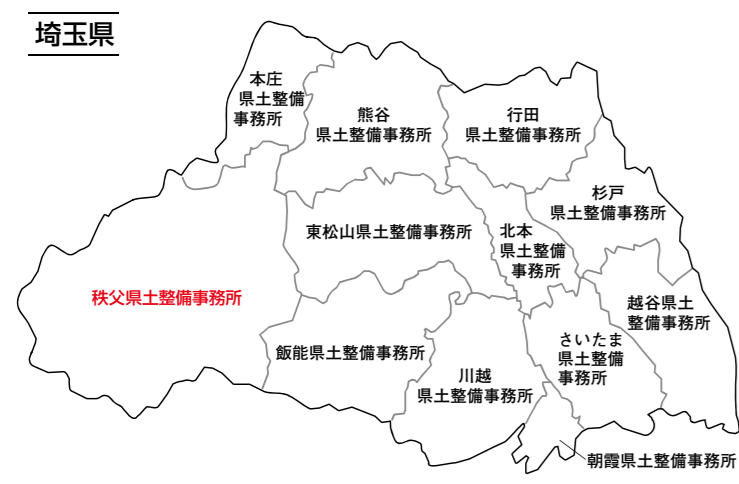 埼玉県
本庄
県土整備
事務所
熊谷
県土整備事務所
行田
県土整備事務所
杉戸
県土整備事務所
東松山県土整備事務所
北本
県土整備
事務所
秩父県土整備事務所
越谷県土
整備事務所
さいたま
県土整備
事務所
飯能県土整備事務所
川越
県土整備事務所
朝霞県土整備事務所